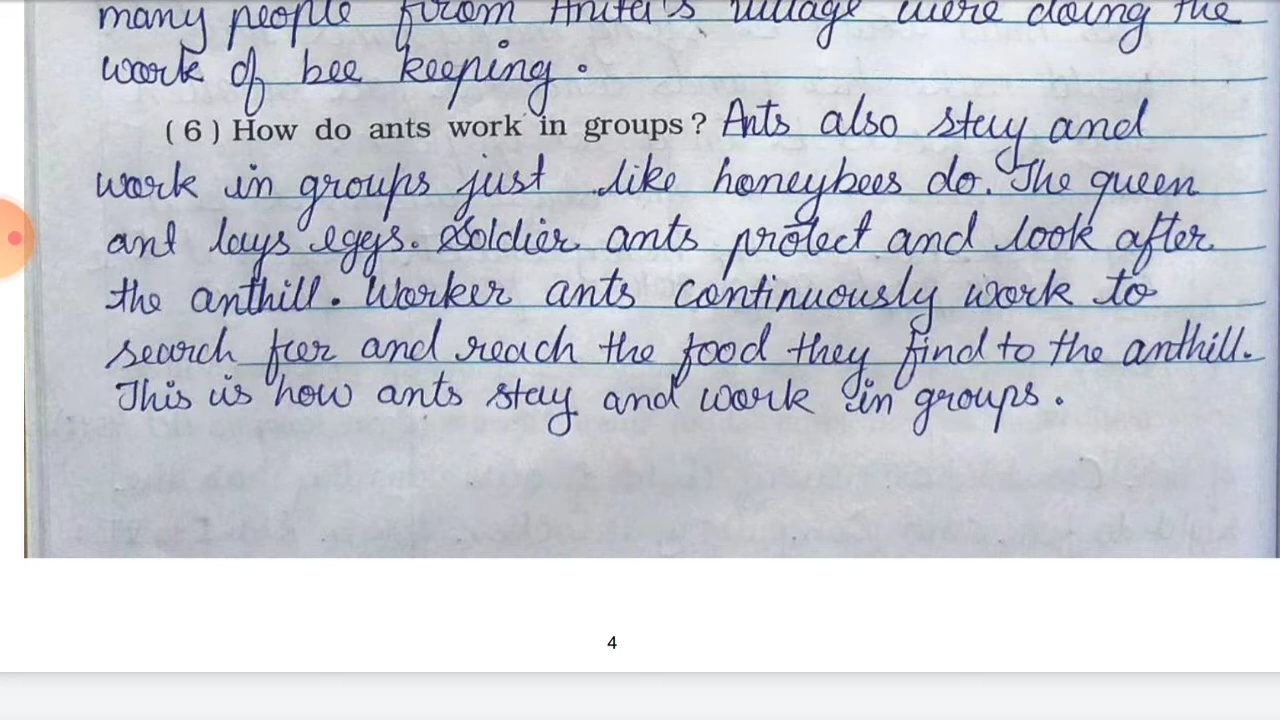 many people from Anita's village were doing the
work of bee keeping.
(6) How do ants work in groups? Ants also stay and
work in groups just like honeybees do. The queen
ant lays eggs. Soldier ants protect and look after
the anthill. Worker ants continuously work to
search for and reach the food they find to the anthill.
This is how ants stay and work in groups.
4